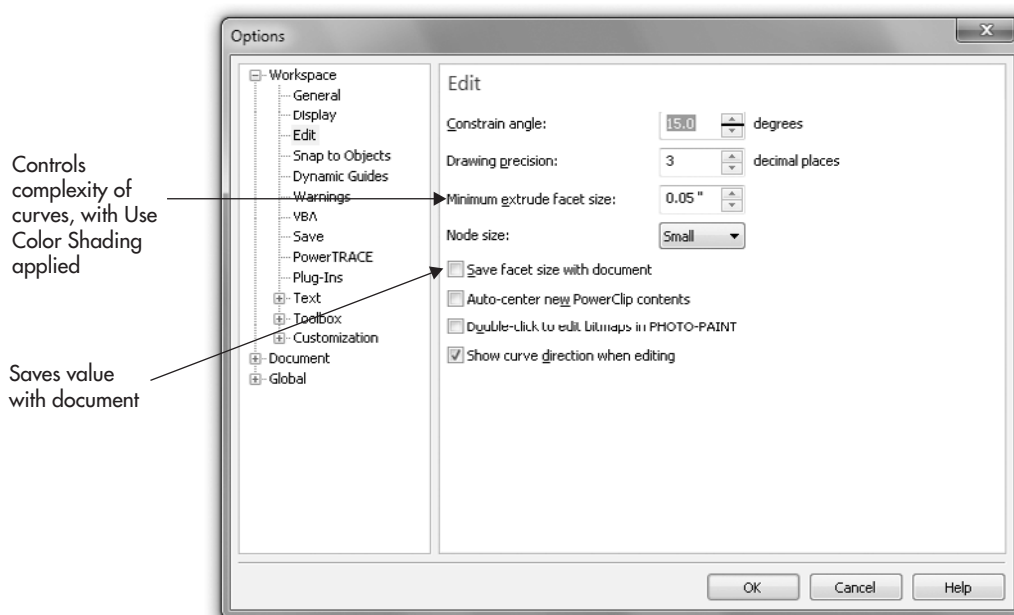 Options
X
Workspace
General
Display
Edit
Snap to Objects
Dynamic Guides
Warnings
VBA
Save
PowerTRACE
Plug-Ins
Text
Toolbox
Customization
Document
Global
Edit
Constrain angle: 15.0 degrees
Drawing precision: 3 decimal places
Minimum extrude facet size: 0.05 "
Node size: Small
Save facet size with document
Auto-center new PowerClip contents
Double-click to edit bitmaps in PHOTO-PAINT
Show curve direction when editing
OK Cancel Help
Controls
complexity of
curves, with Use
Color Shading
applied
Saves value
with document